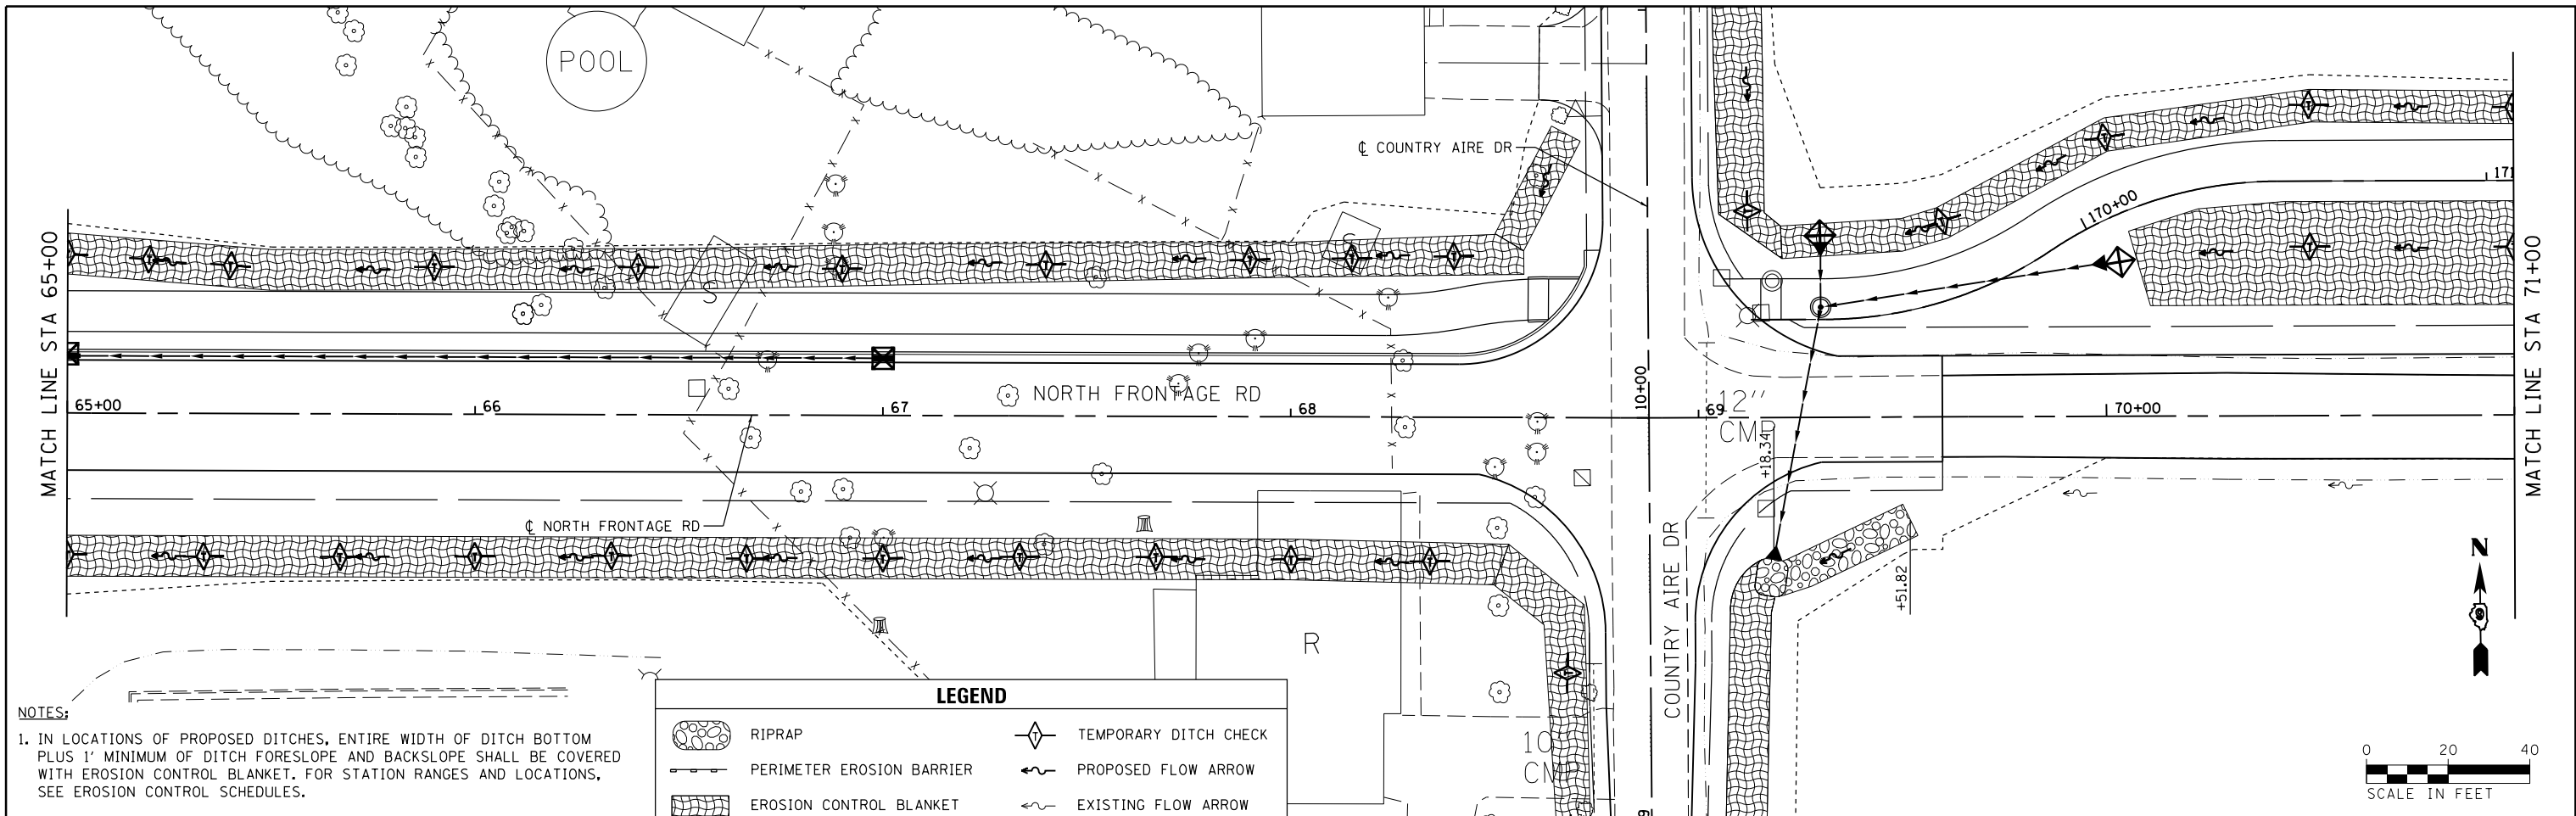 POOL
℄ COUNTRY AIRE DR
170+00
171
MATCH LINE STA 65+00
MATCH LINE STA 71+00
S
S
NORTH FRONTAGE RD
65+00
66
67
68
10+00
69
70+00
12"
CM
+18.34
℄ NORTH FRONTAGE RD
COUNTRY AIRE DR
+51.82
N
R
10
CM
NOTES:
1. IN LOCATIONS OF PROPOSED DITCHES, ENTIRE WIDTH OF DITCH BOTTOM
PLUS 1' MINIMUM OF DITCH FORESLOPE AND BACKSLOPE SHALL BE COVERED
WITH EROSION CONTROL BLANKET. FOR STATION RANGES AND LOCATIONS,
SEE EROSION CONTROL SCHEDULES.
LEGEND
RIPRAP
TEMPORARY DITCH CHECK
PERIMETER EROSION BARRIER
PROPOSED FLOW ARROW
EROSION CONTROL BLANKET
EXISTING FLOW ARROW
0 20 40
SCALE IN FEET